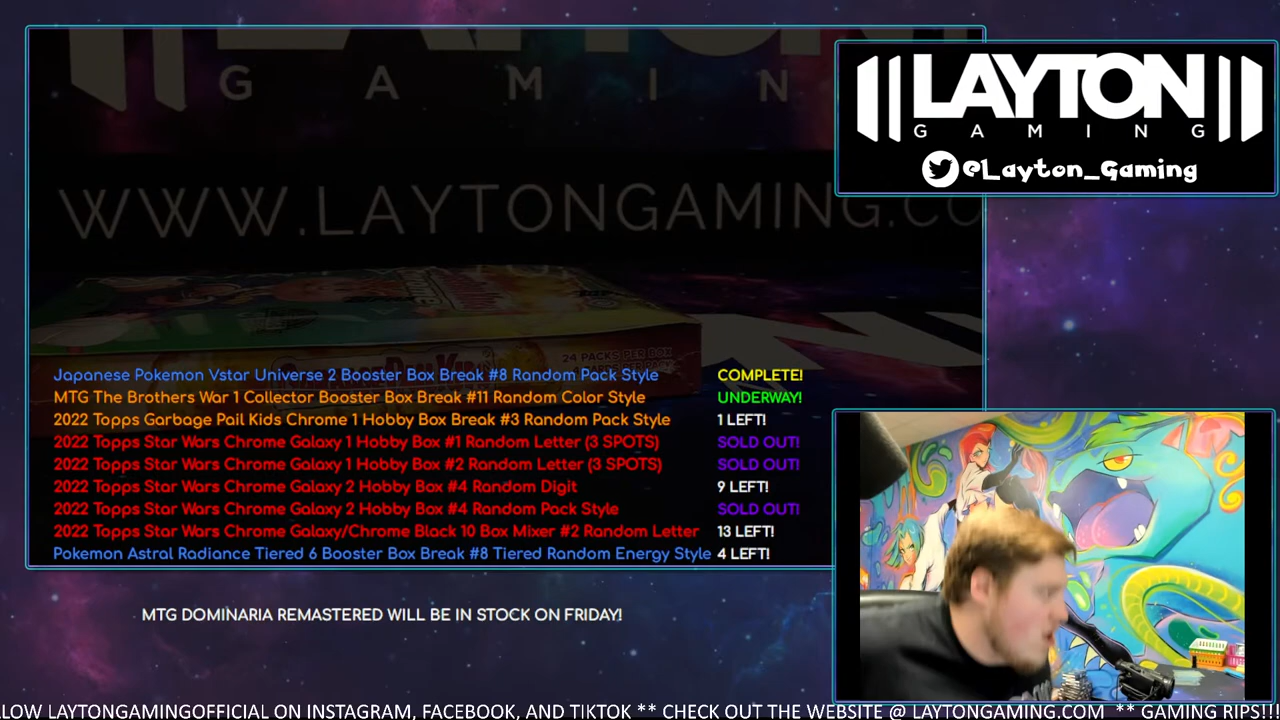 GAMIN
WWW.LAYTONGAMING.CO
24 PACKS PER BOX
Japanese Pokemon Vstar Universe 2 Booster Box Break #8 Random Pack Style COMPLETE!
MTG The Brothers War 1 Collector Booster Box Break #11 Random Color Style UNDERWAY!
2022 Topps Garbage Pail Kids Chrome 1 Hobby Box Break #3 Random Pack Style 1 LEFT!
2022 Topps Star Wars Chrome Galaxy 1 Hobby Box #1 Random Letter (3 SPOTS) SOLD OUT!
2022 Topps Star Wars Chrome Galaxy 1 Hobby Box #2 Random Letter (3 SPOTS) SOLD OUT!
2022 Topps Star Wars Chrome Galaxy 2 Hobby Box #4 Random Digit 9 LEFT!
2022 Topps Star Wars Chrome Galaxy 2 Hobby Box #4 Random Pack Style SOLD OUT!
2022 Topps Star Wars Chrome Galaxy/Chrome Black 10 Box Mixer #2 Random Letter 13 LEFT!
Pokemon Astral Radiance Tiered 6 Booster Box Break #8 Tiered Random Energy Style 4 LEFT!
LAYTON
GAMING
@Layton_Gaming
MTG DOMINARIA REMASTERED WILL BE IN STOCK ON FRIDAY!
LOW LAYTONGAMINGOFFICIAL ON INSTAGRAM, FACEBOOK, AND TIKTOK ** CHECK OUT THE WEBSITE @ LAYTONGAMING.COM ** GAMING RIPS!!!